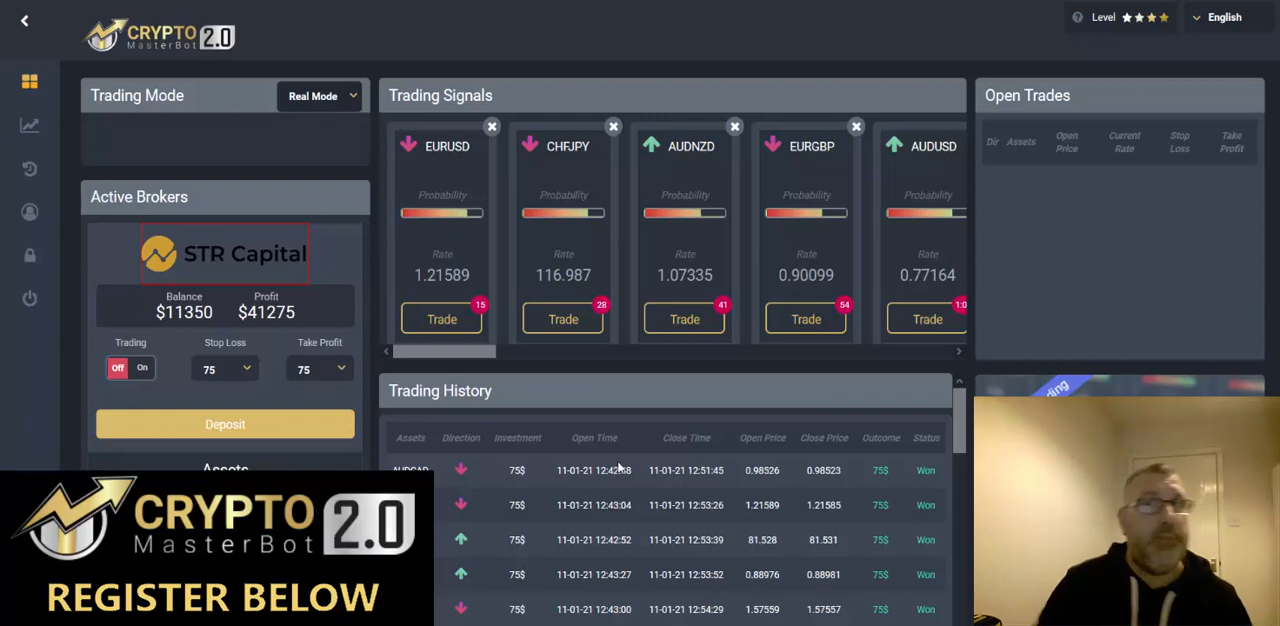 CRYPTO
MasterBot
2.0
Level
English
Trading Mode
Real Mode
Trading Signals
EURUSD
Probability
Rate
1.21589
Trade
15
CHFJPY
Probability
Rate
116.987
Trade
28
AUDNZD
Probability
Rate
1.07335
Trade
41
EURGBP
Probability
Rate
0.90099
Trade
54
AUDUSD
Probability
Rate
0.77164
Trade
Open Trades
Dir Assets Open Price Current Rate Stop Loss Take Profit
Active Brokers
STR Capital
Balance Profit
$11350 $41275
Trading Stop Loss Take Profit
Off On 75 75
Deposit
Assets
Trading History
Assets Direction Investment Open Time Close Time Open Price Close Price Outcome Status
75$ 11-01-21 11-01-21 12:51:45 0.98526 0.98523 75$ Won
75$ 11-01-21 12:43:04 11-01-21 12:53:26 1.21589 1.21585 75$ Won
75$ 11-01-21 12:42:52 11-01-21 12:53:39 81.528 81.531 75$ Won
75$ 11-01-21 12:43:27 11-01-21 12:53:52 0.88976 0.88981 75$ Won
75$ 11-01-21 12:43:00 11-01-21 12:54:29 1.57559 1.57557 75$ Won
CRYPTO
MasterBot
2.0
REGISTER BELOW